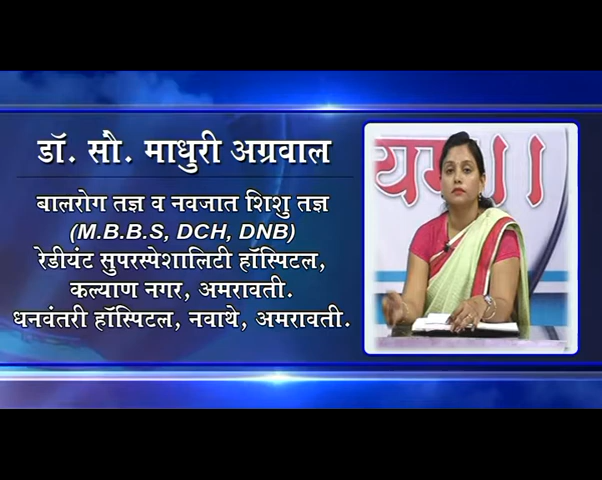 डॉ. सौ. माधुरी अग्रवाल
बालरोग तज्ञ व नवजात शिशु तज्ञ
(M.B.B.S, DCH, DNB)
रेडीयंट सुपरस्पेशालिटी हॉस्पिटल,
कल्याण नगर, अमरावती.
धनवंतरी हॉस्पिटल, नवाथे, अमरावती.